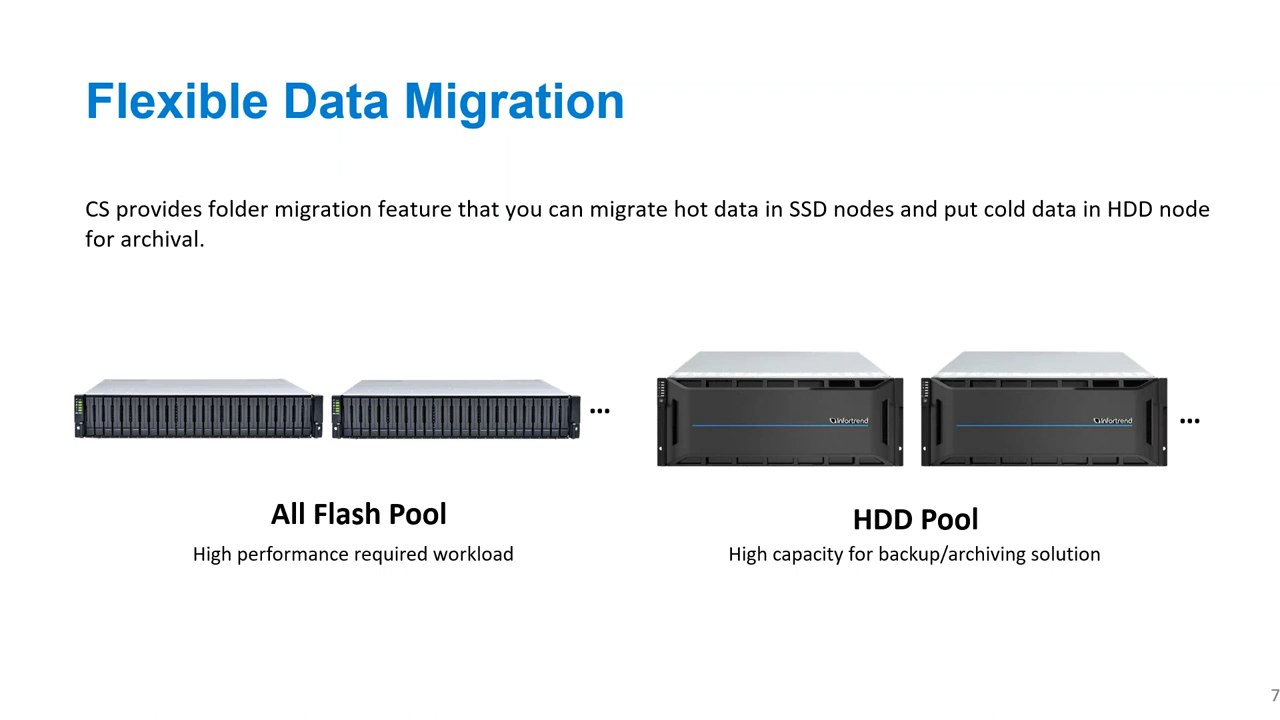 Flexible Data Migration
CS provides folder migration feature that you can migrate hot data in SSD nodes and put cold data in HDD node
for archival.
...
infortrend
infortrend
...
All Flash Pool
HDD Pool
High performance required workload
High capacity for backup/archiving solution
7